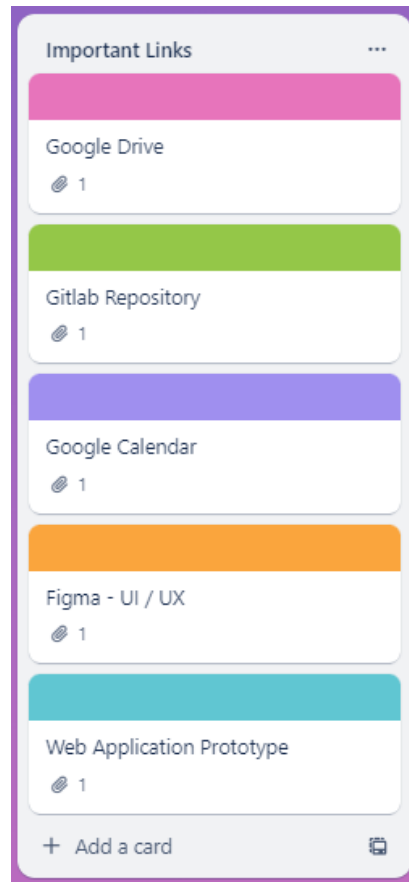 Important Links
Google Drive
1
Gitlab Repository
1
Google Calendar
1
Figma - UI / UX
1
Web Application Prototype
1
+ Add a card